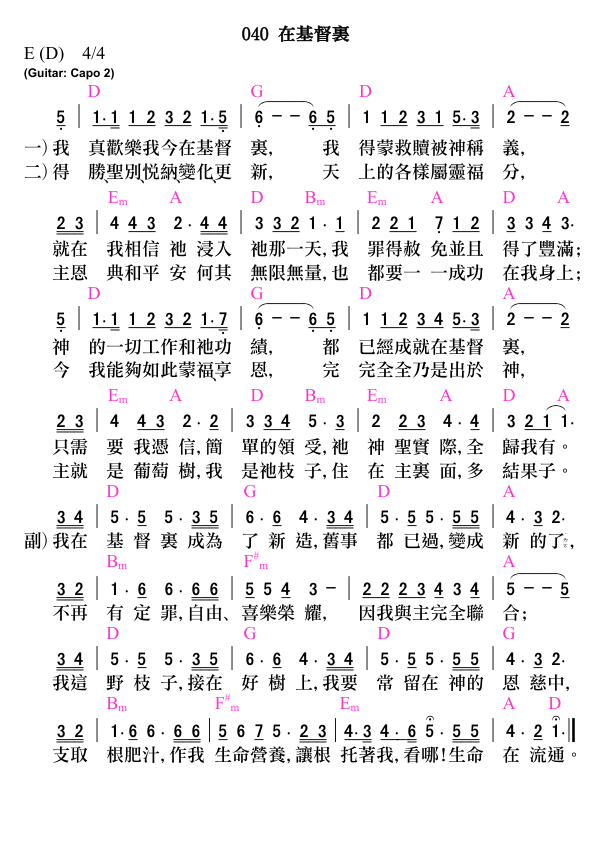 040 在基督裏
E (D) 4/4
(Guitar: Capo 2)
D G D A
5 | 1·1 1 2 3 2 1·5 | 6 – – 6 5 | 1 1 2 3 1 5·3 | 2 – – 2
一)我 真歡樂我今在基督 裏, 我 得蒙救贖被神稱 義,
二)得 勝聖別悦納變化更 新, 天 上的各樣屬靈福 分,
Em A D Bm Em A D A
2 3 | 4 4 3 2· 4 4 | 3 3 2 1· 1 | 2 2 1 7 1 2 | 3 3 4 3·
就在 我相信 祂 浸入 祂那一天,我 罪得赦 免並且 得了豐滿;
主恩 典和平 安 何其 無限無量,也 都要一 一成功 在我身上;
D G D A
5 | 1·1 1 2 3 2 1·7 | 6 – – 6 5 | 1 1 2 3 4 5·3 | 2 – – 2
神 的一切工作和祂功 績, 都 已經成就在基督 裏,
今 我能夠如此蒙福享 恩, 完 完全全乃是出於 神,
Em A D Bm Em A D A
2 3 | 4 4 3 2· 2 | 3 3 4 5· 3 | 2 2 3 4· 4 | 3 2 1 1·
只需 要 我憑 信,簡 單的領 受,祂 神 聖實 際,全 歸我有。
主就 是 葡萄 樹,我 是祂枝 子,住 在 主裏 面,多 結果子。
D G D A
3 4 | 5· 5 5· 3 5 | 6· 6 4· 3 4 | 5· 5 5· 5 5 | 4· 3 2·
副)我在 基 督 裏 成為 了 新 造,舊事 都 已過,變成 新 的了,
Bm F#m A
3 2 | 1· 6 6· 6 6 | 5 5 4 3 – | 2 2 2 3 4 3 4 | 5 – – 5
不再 有 定 罪,自由、 喜樂榮 耀, 因我與主完全聯 合;
D G D G
3 4 | 5· 5 5· 3 5 | 6· 6 4· 3 4 | 5· 5 5· 5 5 | 4· 3 2·
我這 野 枝 子,接在 好 樹 上,我要 常 留在 神的 恩 慈中,
Bm F#m Em A D
3 2 | 1·6 6· 6 6 | 5 6 7 5· 2 3 | 4·3 4· 6 5· 5 5 | 4· 2 1·‖
支取 根肥汁,作我 生命營養,讓根 托著我,看哪!生命 在 流通。